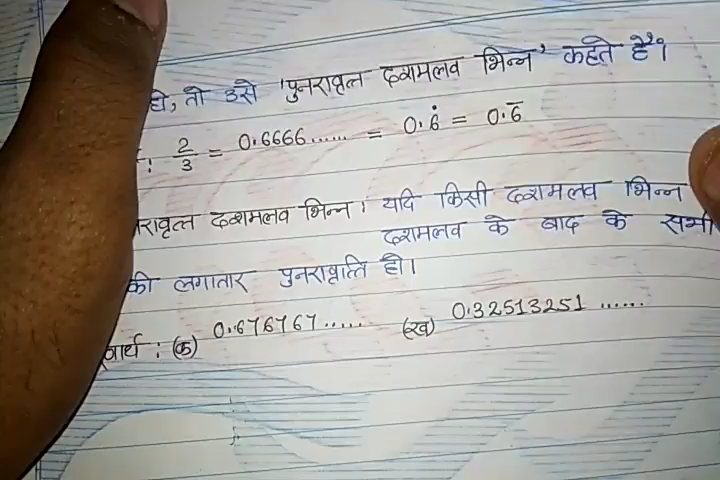 हो, तो उसे 'पुनरावृत्त दशमलव भिन्न' कहते हैं।
: 2/3 = 0.6666...... = 0.6̇ = 0.6̅
रावृत्त दशमलव भिन्न : यदि किसी दशमलव भिन्न
दशमलव के बाद के सभी
की लगातार पुनरावृत्ति हो।
: (क) 0.676767..... (ख) 0.32513251 ......